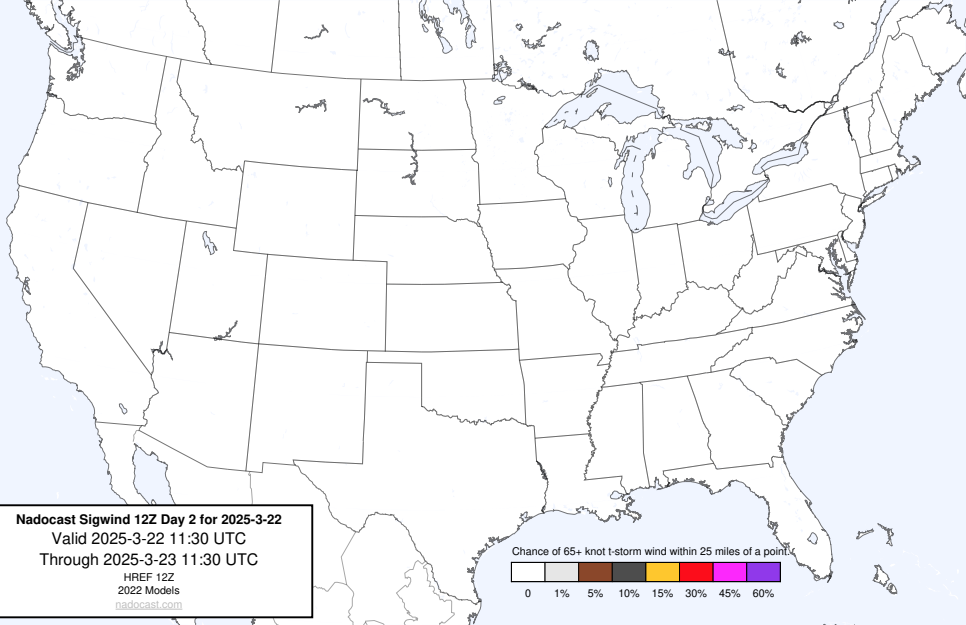 Nadocast Sigwind 12Z Day 2 for 2025-3-22
Valid 2025-3-22 11:30 UTC
Through 2025-3-23 11:30 UTC
HREF 12Z
2022 Models
nadocast.com
Chance of 65+ knot t-storm wind within 25 miles of a point.
0 1% 5% 10% 15% 30% 45% 60%